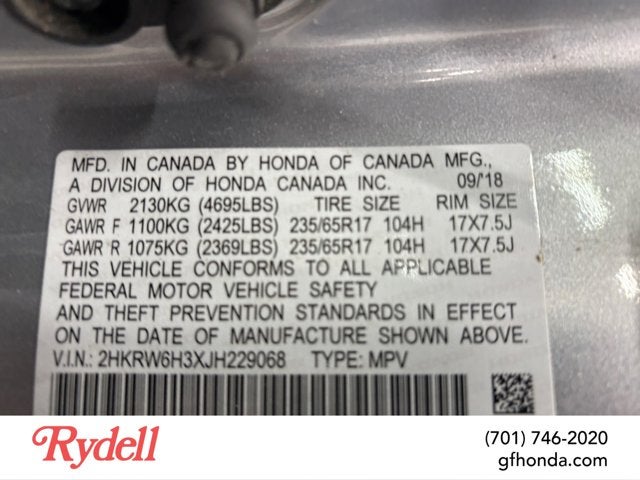 MFD. IN CANADA BY HONDA OF CANADA MFG.,
A DIVISION OF HONDA CANADA INC. 09/'18
GVWR 2130KG (4695LBS) TIRE SIZE RIM SIZE
GAWR F 1100KG (2425LBS) 235/65R17 104H 17X7.5J
GAWR R 1075KG (2369LBS) 235/65R17 104H 17X7.5J
THIS VEHICLE CONFORMS TO ALL APPLICABLE
FEDERAL MOTOR VEHICLE SAFETY
AND THEFT PREVENTION STANDARDS IN EFFECT
ON THE DATE OF MANUFACTURE SHOWN ABOVE.
V.I.N.: 2HKRW6H3XJH229068 TYPE: MPV
Rydell
(701) 746-2020
gfhonda.com